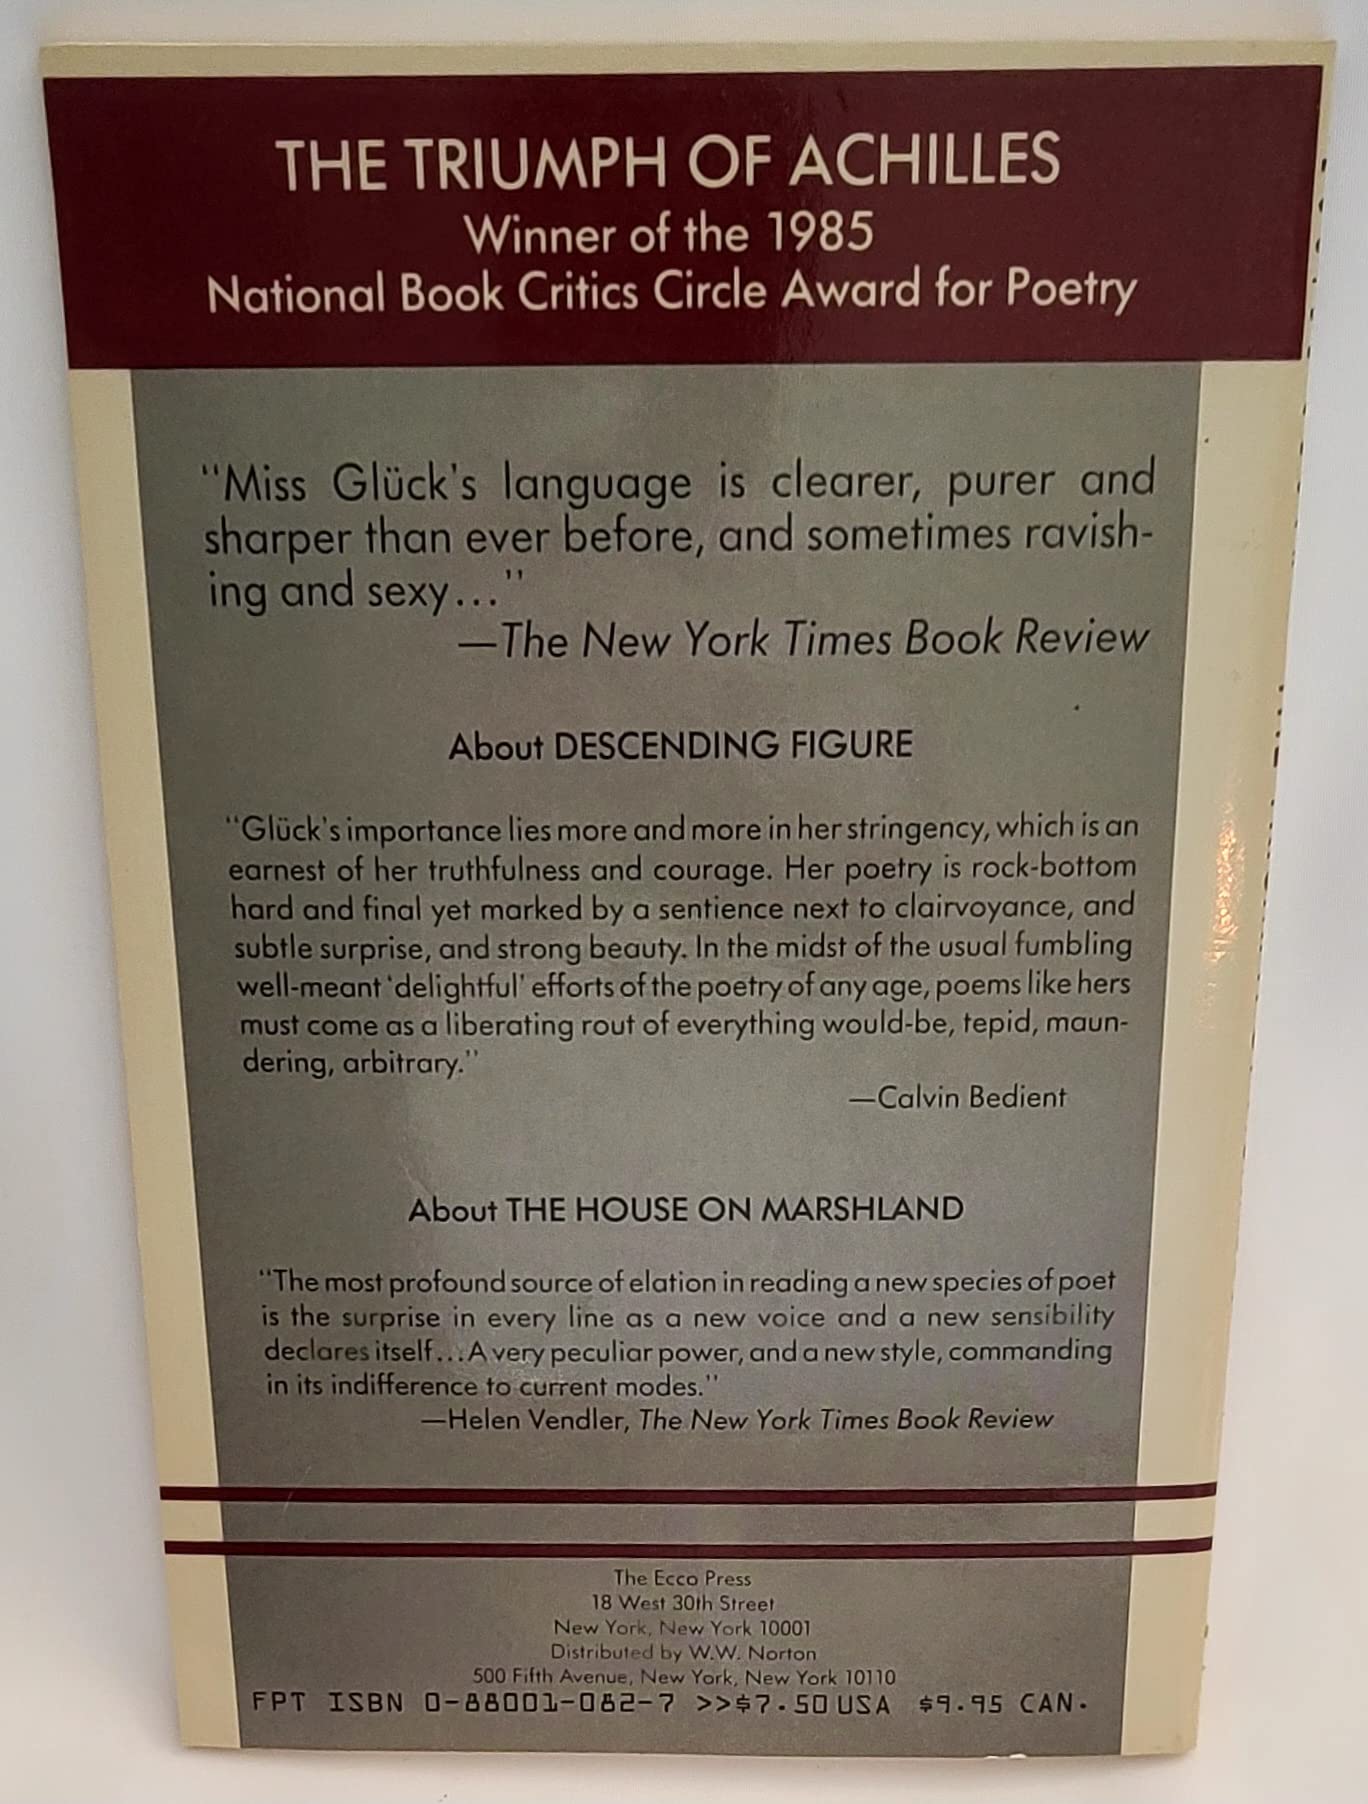 THE TRIUMPH OF ACHILLES
Winner of the 1985
National Book Critics Circle Award for Poetry
"Miss Glück's language is clearer, purer and
sharper than ever before, and sometimes ravish-
ing and sexy..."
—The New York Times Book Review
About DESCENDING FIGURE
"Glück's importance lies more and more in her stringency, which is an
earnest of her truthfulness and courage. Her poetry is rock-bottom
hard and final yet marked by a sentience next to clairvoyance, and
subtle surprise, and strong beauty. In the midst of the usual fumbling
well-meant 'delightful' efforts of the poetry of any age, poems like hers
must come as a liberating rout of everything would-be, tepid, maun-
dering, arbitrary."
—Calvin Bedient
About THE HOUSE ON MARSHLAND
"The most profound source of elation in reading a new species of poet
is the surprise in every line as a new voice and a new sensibility
declares itself...A very peculiar power, and a new style, commanding
in its indifference to current modes."
—Helen Vendler, The New York Times Book Review
The Ecco Press
18 West 30th Street
New York, New York 10001
Distributed by W.W. Norton
500 Fifth Avenue, New York, New York 10110
FPT ISBN 0-88001-082-7 >>$7.50 USA $9.95 CAN.